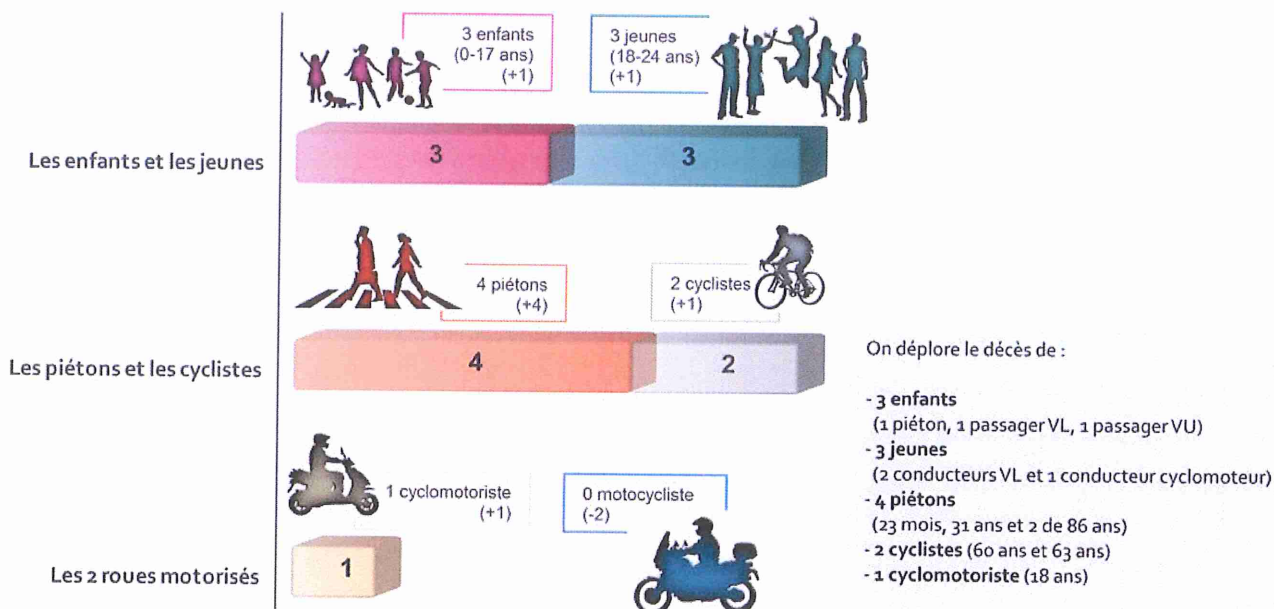 3 enfants
(0-17 ans)
(+1)
3 jeunes
(18-24 ans)
(+1)
Les enfants et les jeunes
3
3
4 piétons
(+4)
2 cyclistes
(+1)
Les piétons et les cyclistes
4
2
1 cyclomotoriste
(+1)
0 motocycliste
(-2)
Les 2 roues motorisés
1
On déplore le décès de :
- 3 enfants
(1 piéton, 1 passager VL, 1 passager VU)
- 3 jeunes
(2 conducteurs VL et 1 conducteur cyclomoteur)
- 4 piétons
(23 mois, 31 ans et 2 de 86 ans)
- 2 cyclistes (60 ans et 63 ans)
- 1 cyclomotoriste (18 ans)